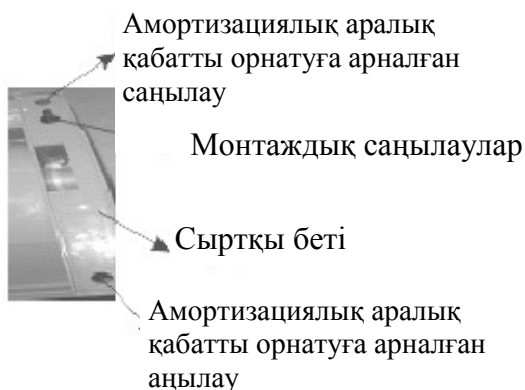 Амортизациялық аралық
қабатты орнатуға арналған
саңылау
Монтаждық саңылаулар
Сыртқы беті
Амортизациялық аралық
қабатты орнатуға арналған
аңылау